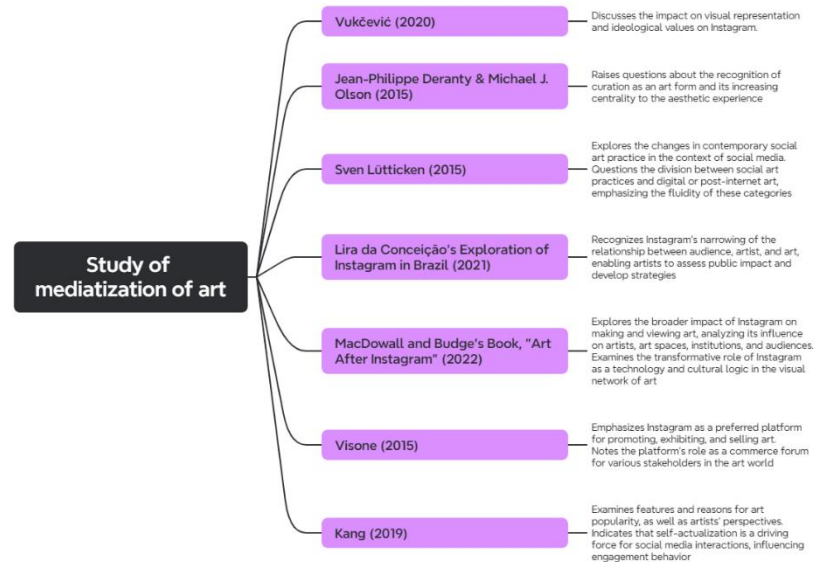 Study of
mediatization of art
Vukčević (2020)
Discusses the impact on visual representation
and ideological values on Instagram.
Jean-Philippe Deranty & Michael J.
Olson (2015)
Raises questions about the recognition of
curation as an art form and its increasing
centrality to the aesthetic experience
Sven Lütticken (2015)
Explores the changes in contemporary social
art practice in the context of social media.
Questions the division between social art
practices and digital or post-internet art,
emphasizing the fluidity of these categories
Lira da Conceição's Exploration of
Instagram in Brazil (2021)
Recognizes Instagram's narrowing of the
relationship between audience, artist, and art,
enabling artists to assess public impact and
develop strategies
MacDowall and Budge's Book, "Art
After Instagram" (2022)
Explores the broader impact of Instagram on
making and viewing art, analyzing its influence
on artists, art spaces, institutions, and audiences.
Examines the transformative role of Instagram
as a technology and cultural logic in the visual
network of art
Visone (2015)
Emphasizes Instagram as a preferred platform
for promoting, exhibiting, and selling art.
Notes the platform's role as a commerce forum
for various stakeholders in the art world
Kang (2019)
Examines features and reasons for art
popularity, as well as artists' perspectives.
Indicates that self-actualization is a driving
force for social media interactions, influencing
engagement behavior